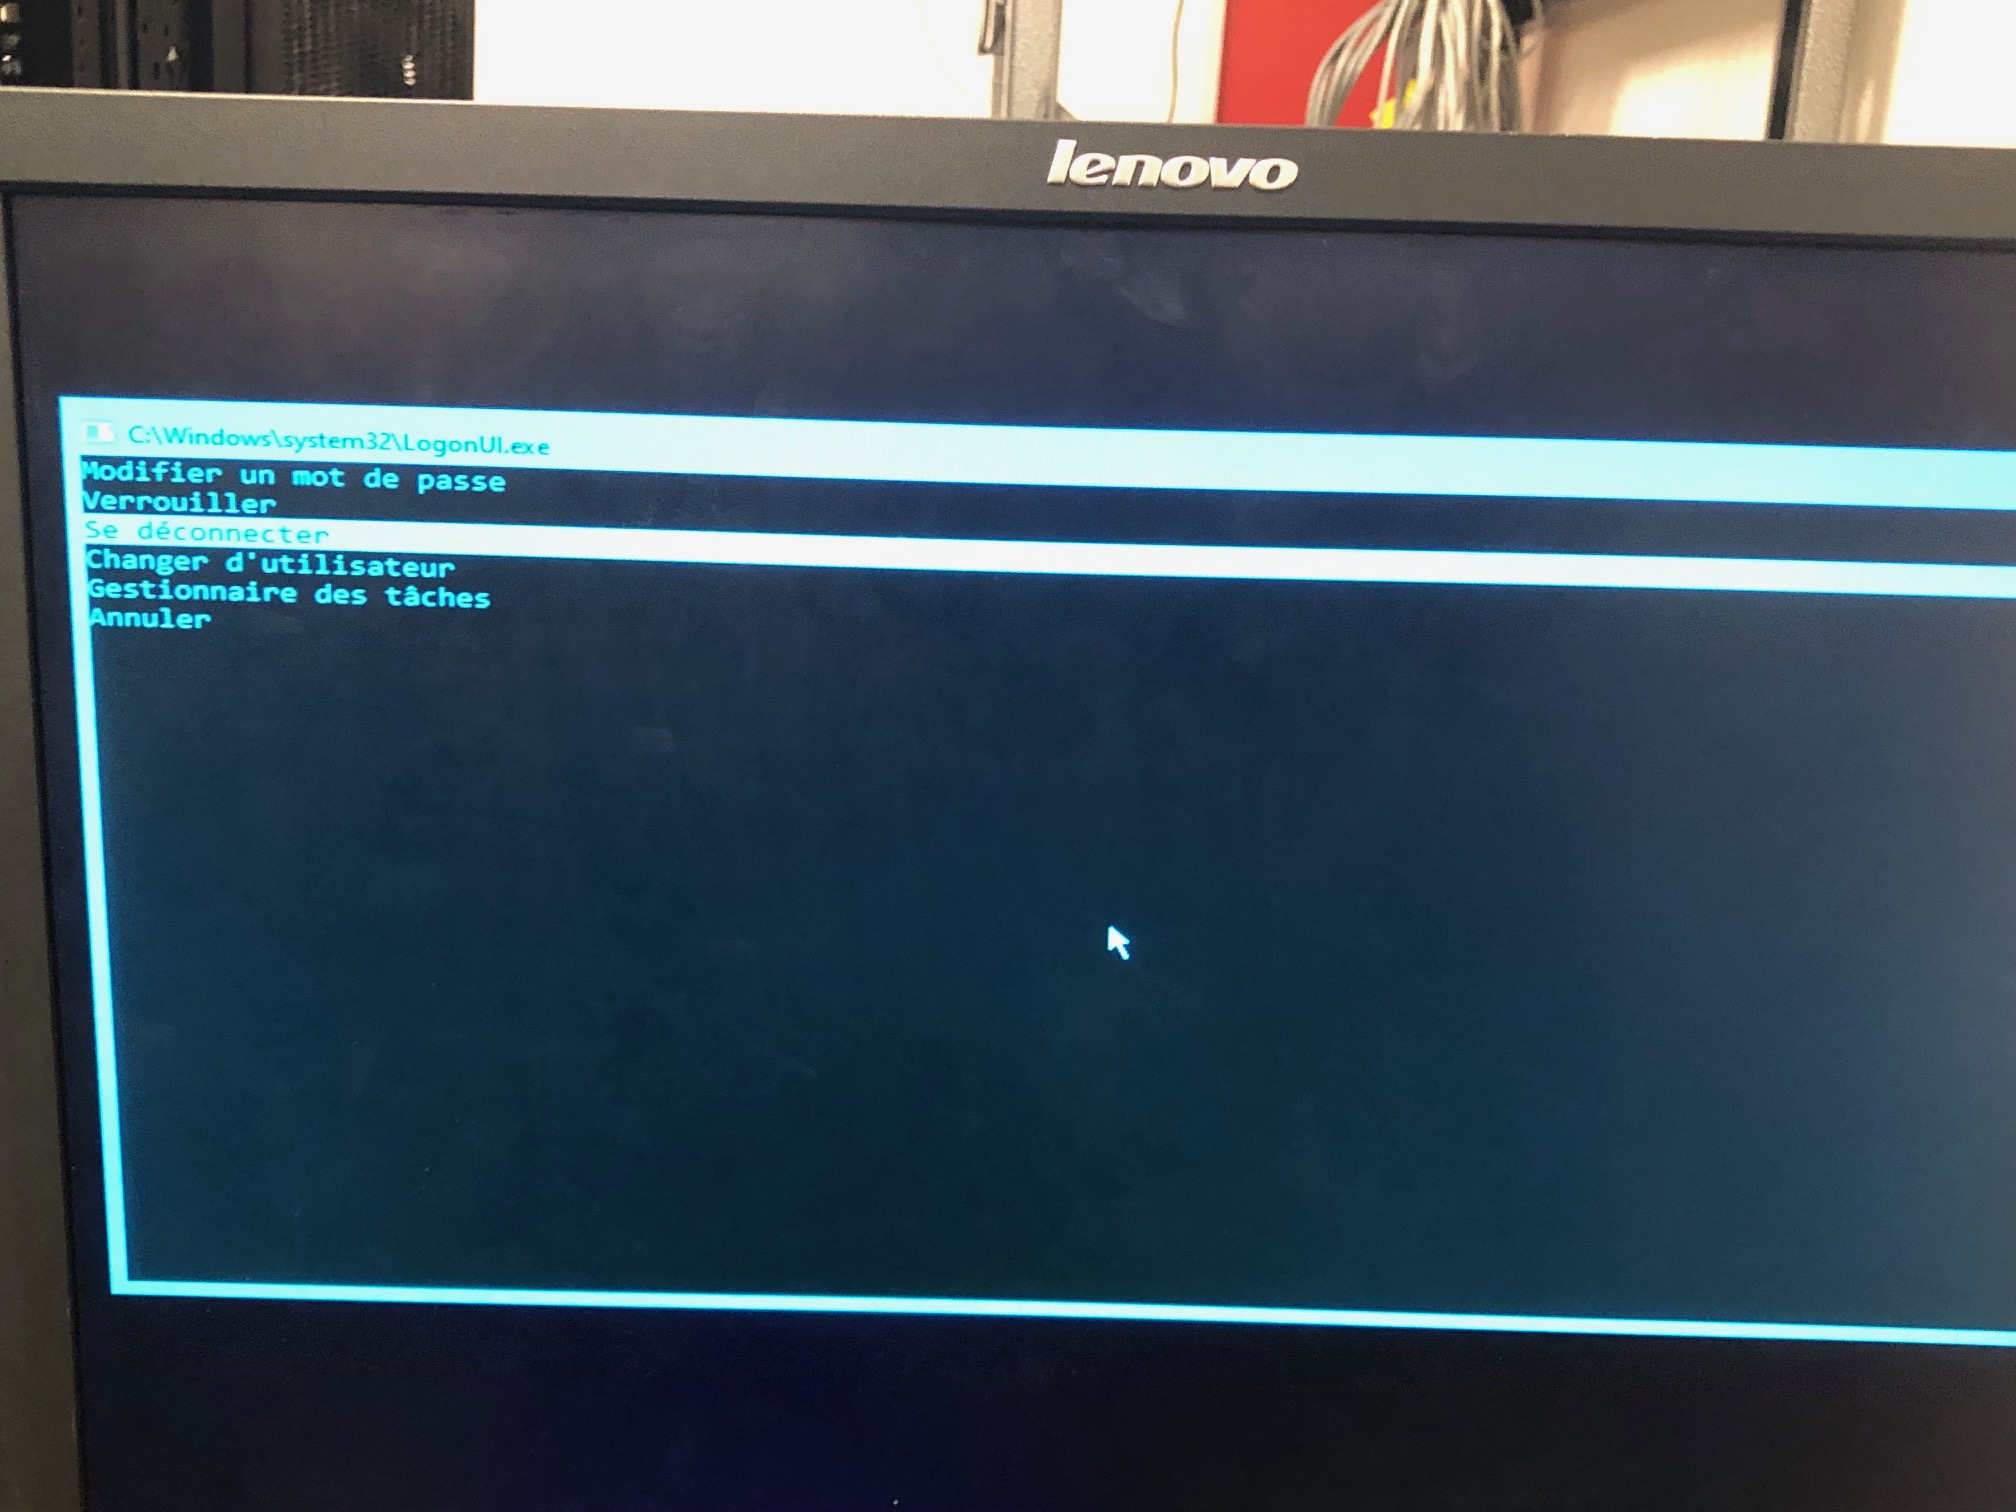 lenovo
C:\Windows\system32\LogonUI.exe
Modifier un mot de passe
Verrouiller
Se déconnecter
Changer d'utilisateur
Gestionnaire des tâches
Annuler